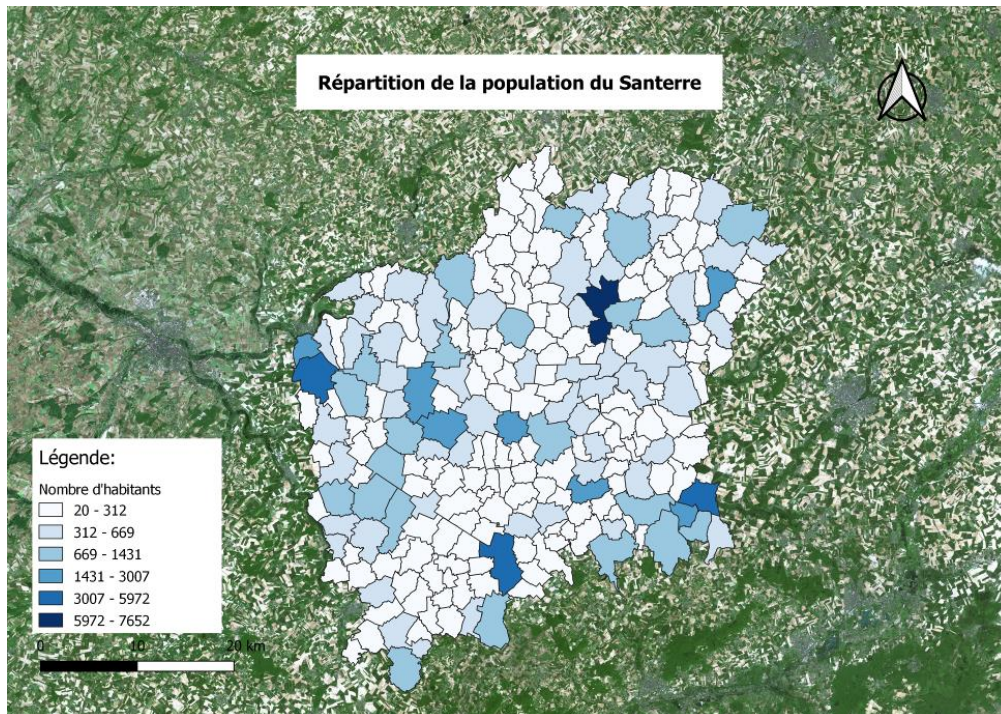 Répartition de la population du Santerre
N
Légende:
Nombre d'habitants
20 - 312
312 - 669
669 - 1431
1431 - 3007
3007 - 5972
5972 - 7652
0 10 20 km